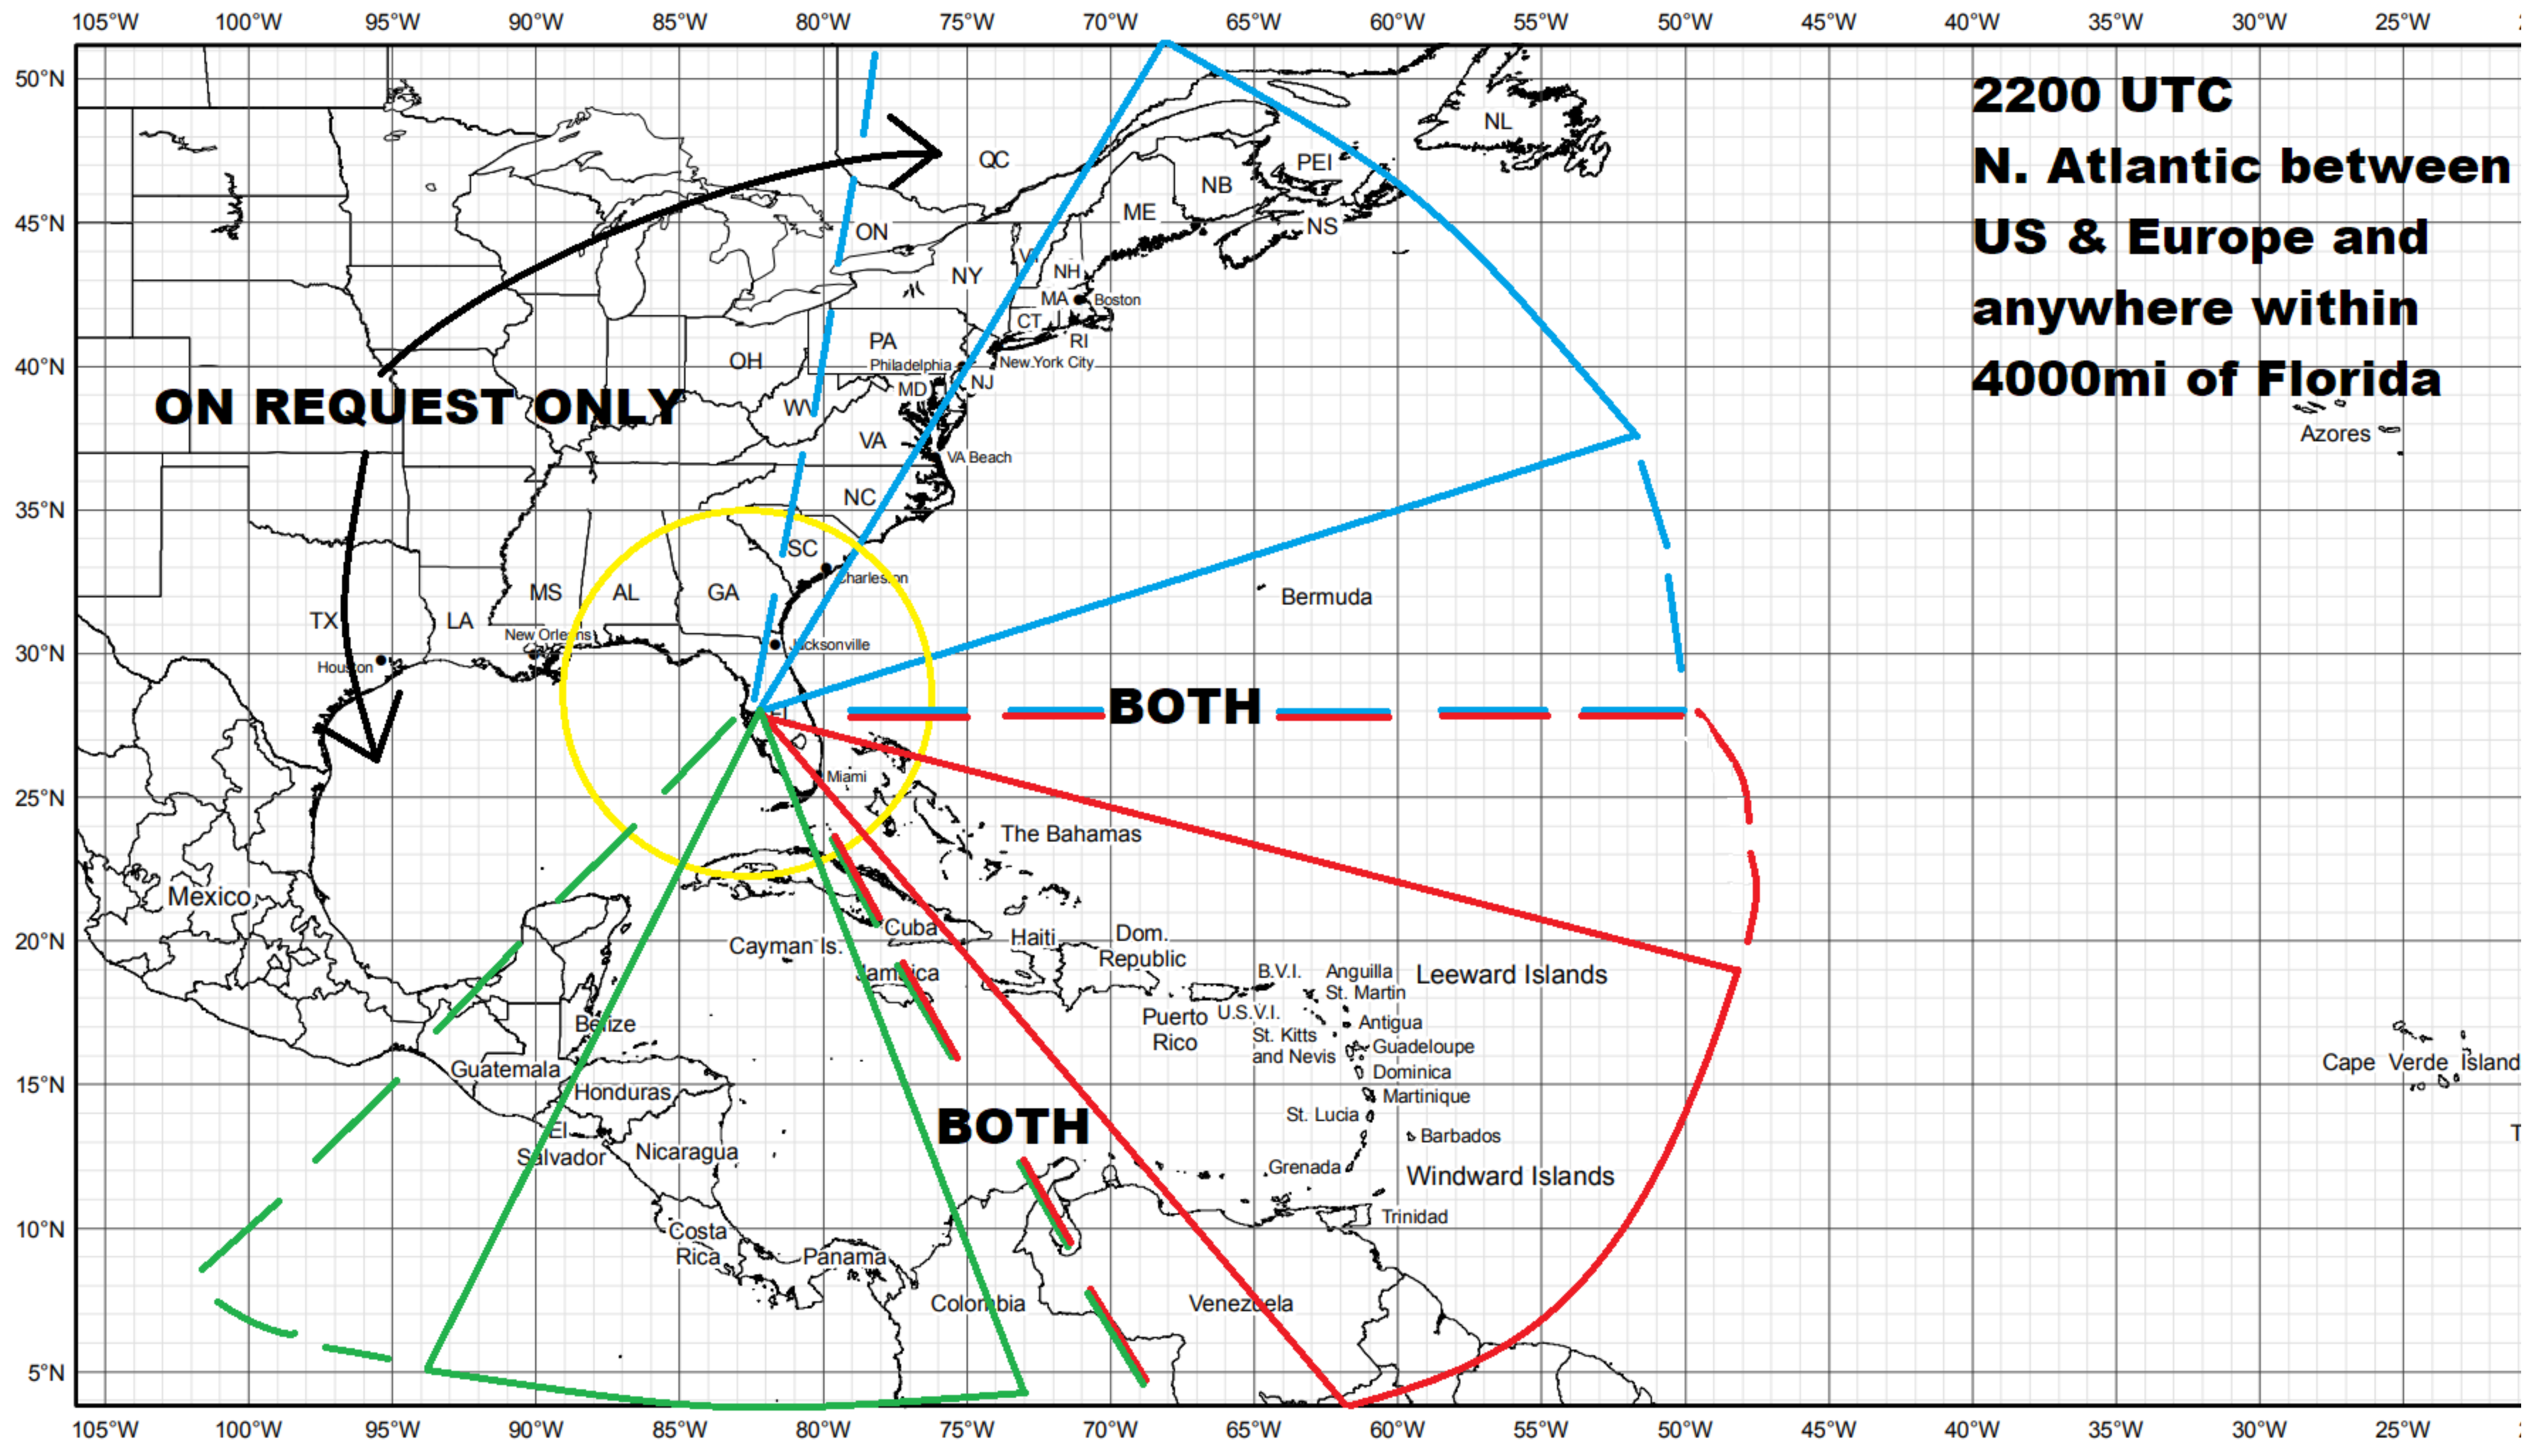 105°W 100°W 95°W 90°W 85°W 80°W 75°W 70°W 65°W 60°W 55°W 50°W 45°W 40°W 35°W 30°W 25°W
50°N
2200 UTC
NL
QC
PEI
N. Atlantic between
NB
ME
45°N
ON
NS
US & Europe and
NY
NH
MA Boston
anywhere within
CT
RI
PA
OH
Philadelphia
New York City
40°N
NJ
MD
4000mi of Florida
ON REQUEST ONLY
WV
Azores
VA
VA Beach
NC
35°N
SC
Charleston
MS AL GA
Bermuda
TX LA
New Orleans
Jacksonville
30°N
Houston
BOTH
Miami
25°N
The Bahamas
Mexico
Cuba
Haiti
Dom.
Republic
20°N
Cayman Is.
Jamaica
B.V.I.
Anguilla
St. Martin
Leeward Islands
Puerto
Rico
U.S.V.I.
St. Kitts
and Nevis
Antigua
Belize
Guadeloupe
Cape Verde Island
Guatemala
Dominica
15°N
Honduras
Martinique
St. Lucia
BOTH
El
Salvador
Barbados
Nicaragua
Grenada
Windward Islands
Trinidad
10°N
Costa
Rica
Panama
Colombia
Venezuela
5°N
105°W 100°W 95°W 90°W 85°W 80°W 75°W 70°W 65°W 60°W 55°W 50°W 45°W 40°W 35°W 30°W 25°W